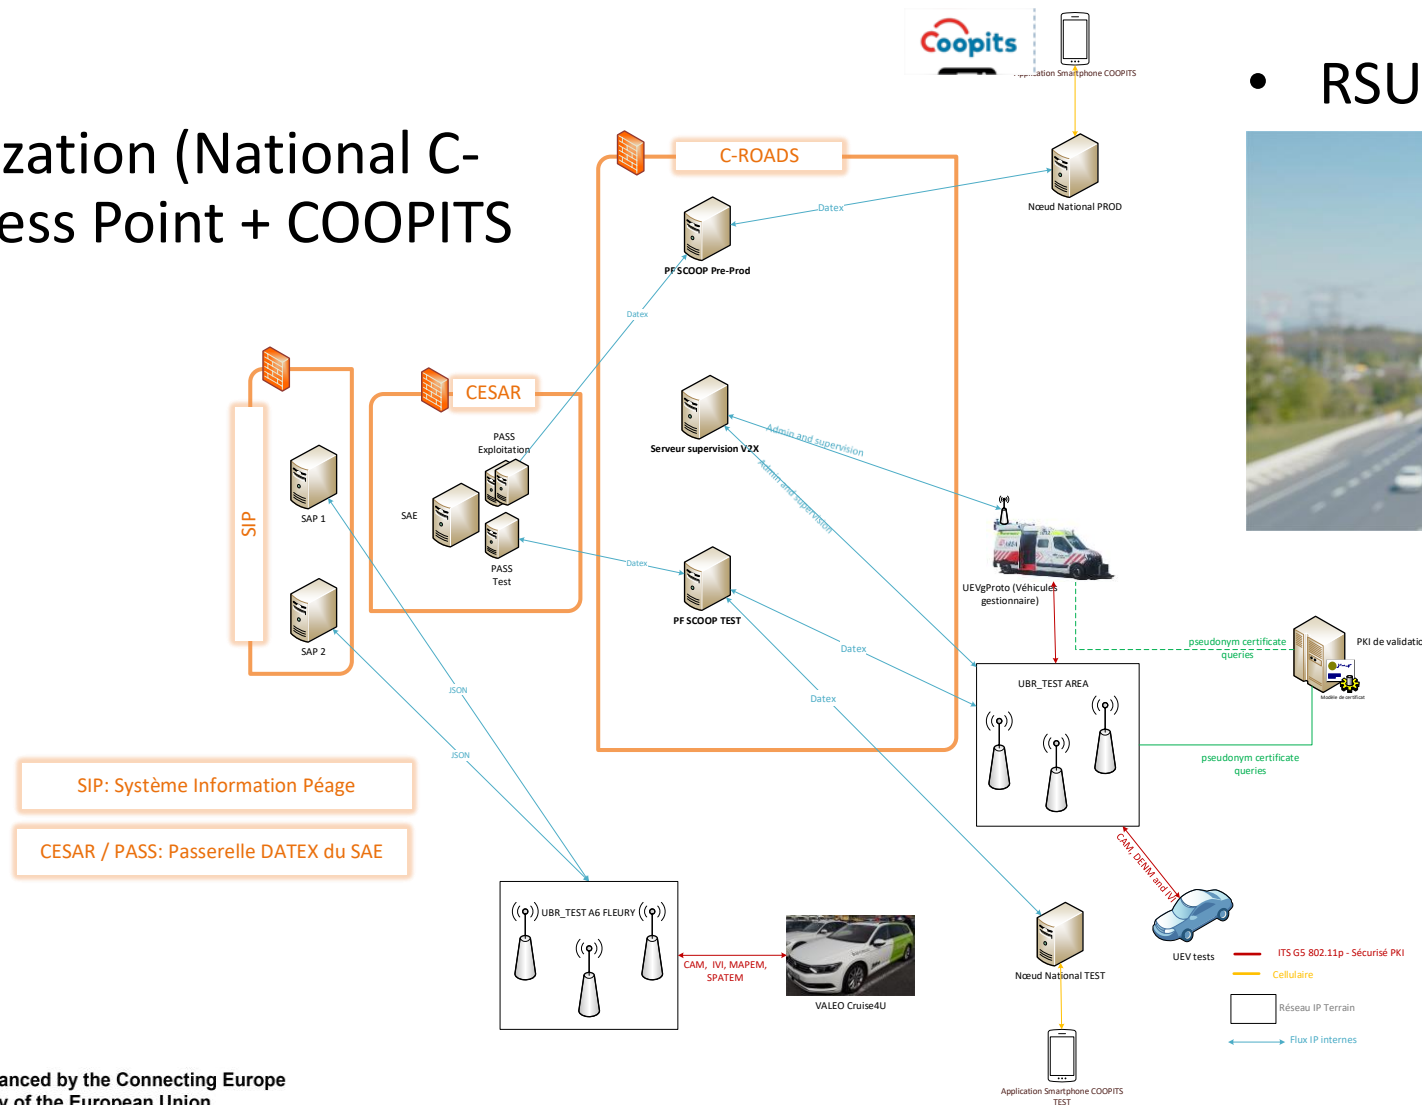 Coopits
Application Smartphone COOPITS
• RSU
ization (National C-
ess Point + COOPITS
C-ROADS
Datex
Nœud National PROD
PF SCOOP Pre-Prod
Datex
CESAR
PASS
Exploitation
SAE
PASS
Test
Datex
SIP
SAP 1
SAP 2
Serveur supervision V2X
Admin and supervision
Admin and supervision
UEVgProto (Véhicules
gestionnaire)
PF SCOOP TEST
Datex
Datex
pseudonym certificate
queries
PKI de validatio
Modèle de certificat
UBR_TEST AREA
pseudonym certificate
queries
JSON
JSON
SIP: Système Information Péage
CESAR / PASS: Passerelle DATEX du SAE
CAM, DENM and IVI
UBR_TEST A6 FLEURY
CAM, IVI, MAPEM,
SPATEM
VALEO Cruise4U
UEV tests
Nœud National TEST
ITS G5 802.11p - Sécurisé PKI
Cellulaire
Réseau IP Terrain
Flux IP internes
Application Smartphone COOPITS
TEST
anced by the Connecting Europe
y of the European Union